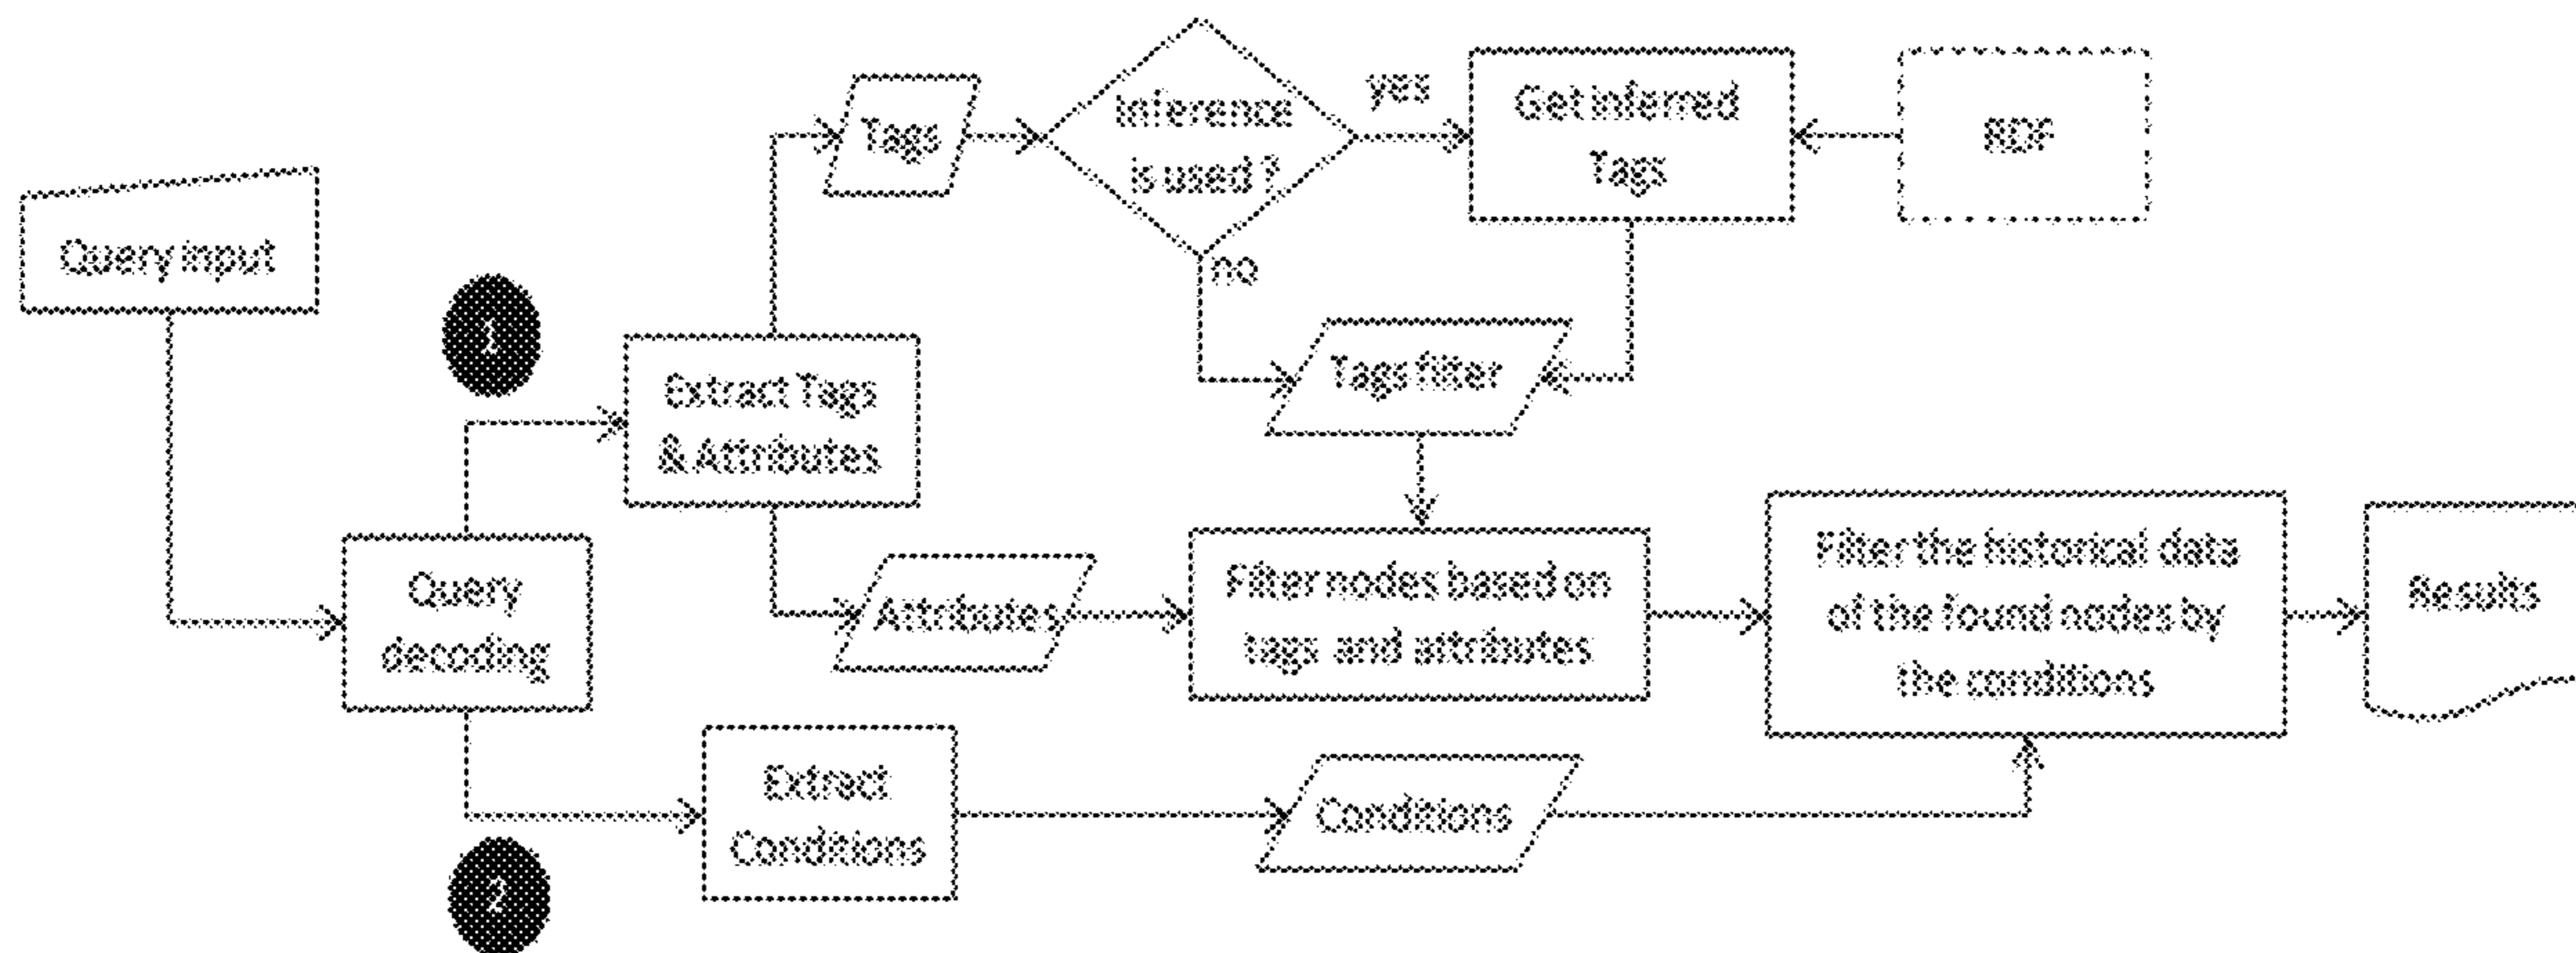 Query input
1
Query
decoding
2
Extract Tags
& Attributes
Tags
Inference
is used ?
yes
no
Get inferred
Tags
RDF
Tags filter
Attributes
Filter nodes based on
tags and attributes
Extract
Conditions
Conditions
Filter the historical data
of the found nodes by
the conditions
Results